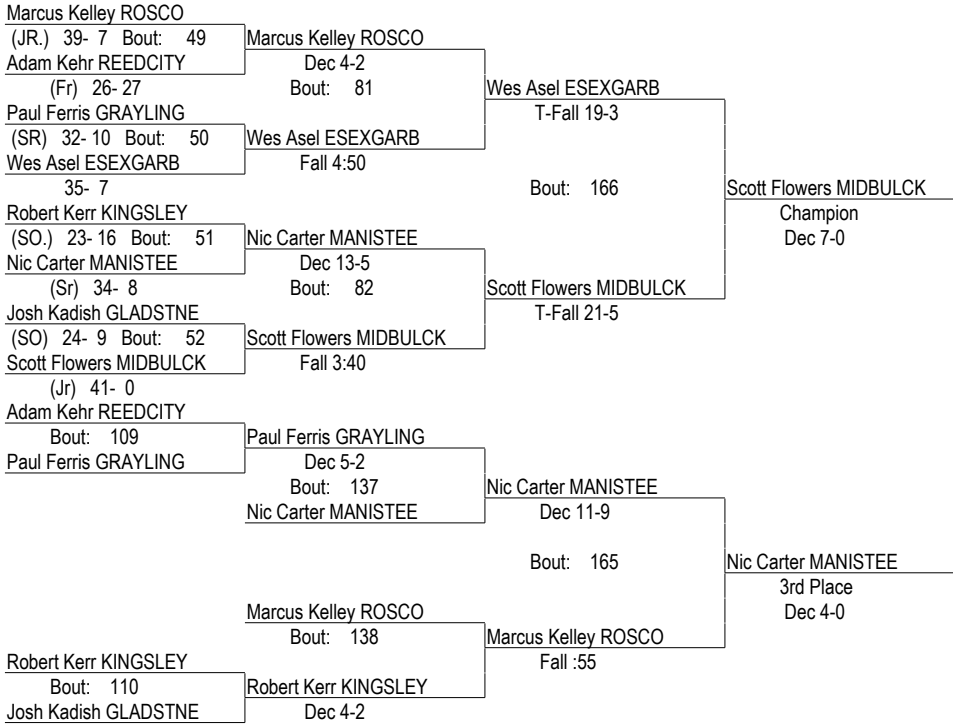 Marcus Kelley ROSCO
(JR.) 39- 7 Bout: 49 Marcus Kelley ROSCO
Adam Kehr REEDCITY Dec 4-2
(Fr) 26- 27 Bout: 81 Wes Asel ESEXGARB
Paul Ferris GRAYLING T-Fall 19-3
(SR) 32- 10 Bout: 50 Wes Asel ESEXGARB
Wes Asel ESEXGARB Fall 4:50
35- 7 Bout: 166 Scott Flowers MIDBULCK
Robert Kerr KINGSLEY Champion
(SO.) 23- 16 Bout: 51 Nic Carter MANISTEE Dec 7-0
Nic Carter MANISTEE Dec 13-5
(Sr) 34- 8 Bout: 82 Scott Flowers MIDBULCK
Josh Kadish GLADSTNE T-Fall 21-5
(SO) 24- 9 Bout: 52 Scott Flowers MIDBULCK
Scott Flowers MIDBULCK Fall 3:40
(Jr) 41- 0
Adam Kehr REEDCITY
Bout: 109 Paul Ferris GRAYLING
Paul Ferris GRAYLING Dec 5-2
Bout: 137 Nic Carter MANISTEE
Nic Carter MANISTEE Dec 11-9
Bout: 165 Nic Carter MANISTEE
3rd Place
Marcus Kelley ROSCO Dec 4-0
Bout: 138 Marcus Kelley ROSCO
Robert Kerr KINGSLEY Fall :55
Bout: 110 Robert Kerr KINGSLEY
Josh Kadish GLADSTNE Dec 4-2